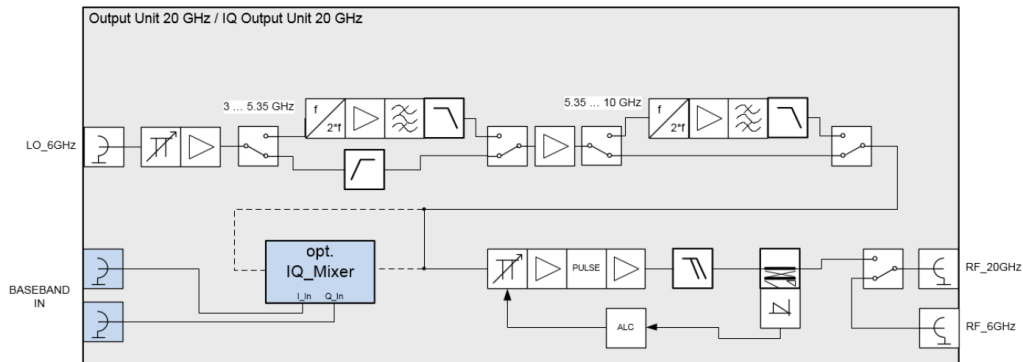 Output Unit 20 GHz / IQ Output Unit 20 GHz
3 ... 5.35 GHz
5.35 ... 10 GHz
f
2*f
f
2*f
LO_6GHz
opt.
IQ_Mixer
I_In Q_In
PULSE
BASEBAND
IN
RF_20GHz
ALC
RF_6GHz